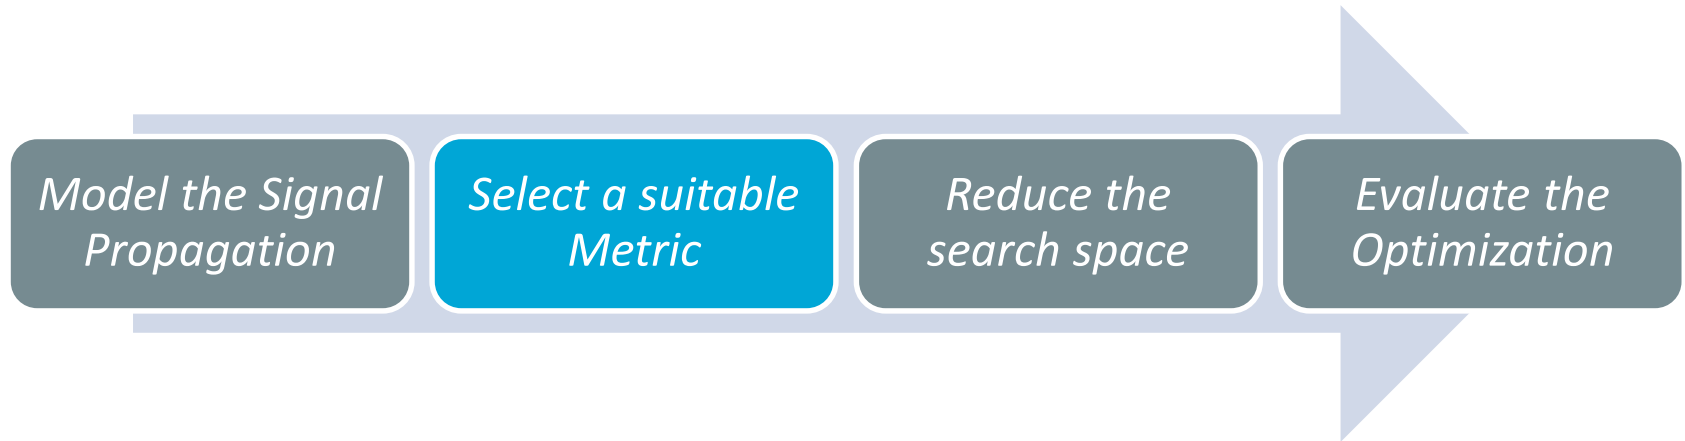 Model the Signal
Propagation
Select a suitable
Metric
Reduce the
search space
Evaluate the
Optimization